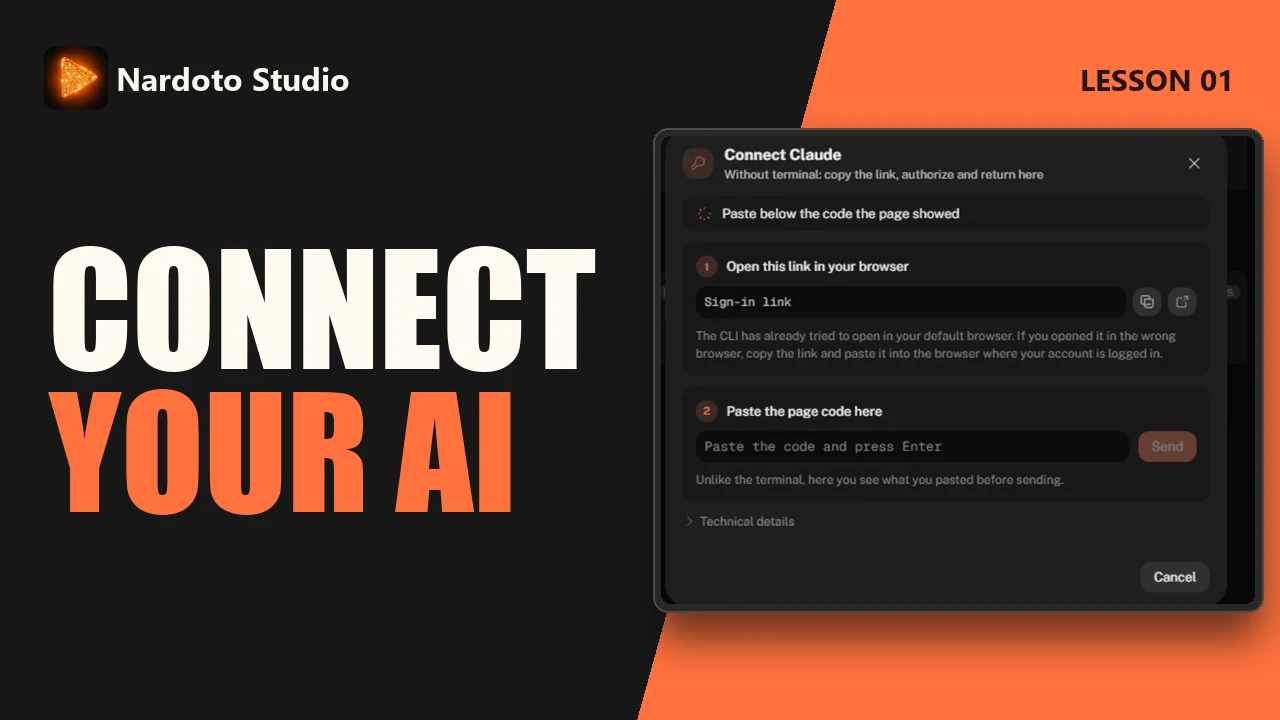 Nardoto Studio
LESSON 01
CONNECT
YOUR AI
Connect Claude
Without terminal: copy the link, authorize and return here
Paste below the code the page showed
1 Open this link in your browser
Sign-in link
The CLI has already tried to open in your default browser. If you opened it in the wrong
browser, copy the link and paste it into the browser where your account is logged in.
2 Paste the page code here
Paste the code and press Enter
Send
Unlike the terminal, here you see what you pasted before sending.
Technical details
Cancel